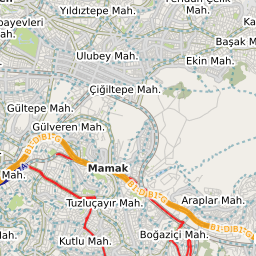 Yıldıztepe Mah.
Mah.
Başak Mah.
Ulubey Mah.
Ekin Mah.
Çiğiltepe Mah.
Gültepe Mah.
Gülveren Mah.
Mamak
Mah.
Araplar Mah.
Tuzluçayır Mah.
Boğaziçi Mah.
Kutlu Mah.